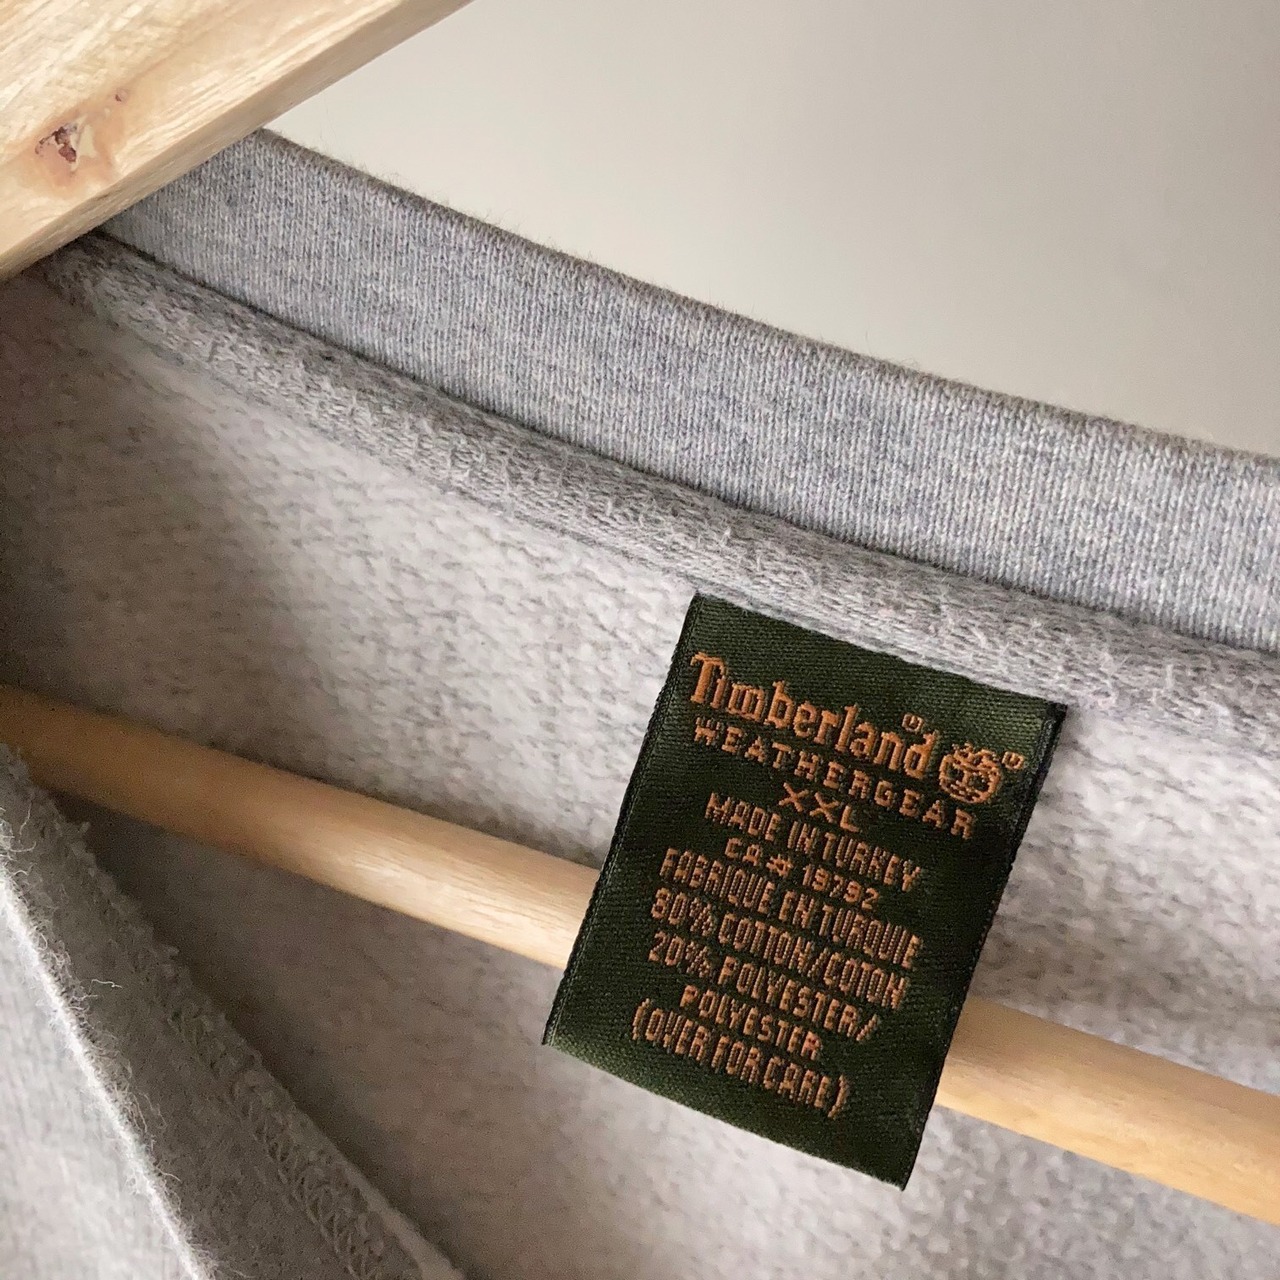 Timberland
WEATHERGEAR
XXL
MADE IN TURKEY
CA# 19792
FABRIQUE EN TURQUIE
80% COTTON/COTON
20% POLYESTER/
POLYESTER
(OVER FOR CARE)